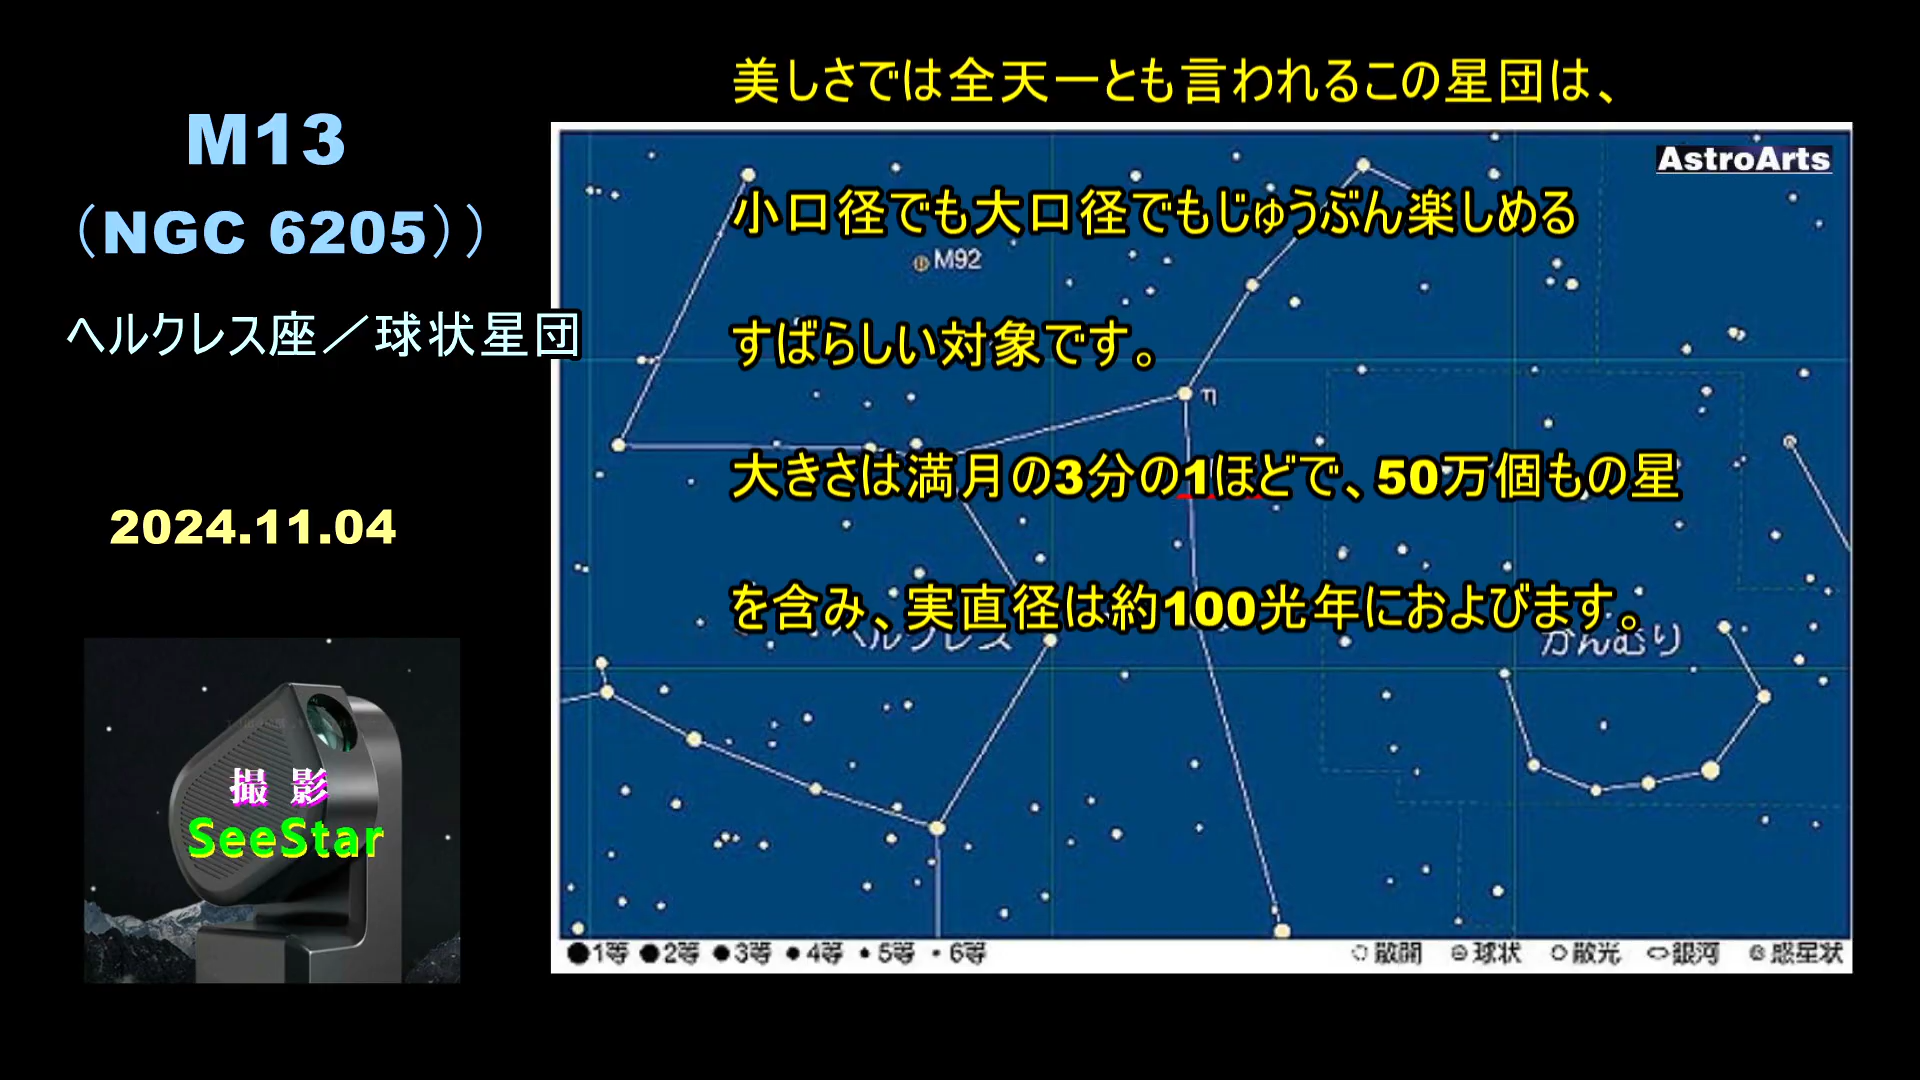 M13
（NGC 6205））
ヘルクレス座／球状星団
2024.11.04
撮 影
SeeStar
美しさでは全天一とも言われるこの星団は、
小口径でも大口径でもじゅうぶん楽しめる
すばらしい対象です。
大きさは満月の3分の1ほどで、50万個もの星
を含み、実直径は約100光年におよびます。
AstroArts
M92
η
ヘルクレス
かんむり
1等 2等 3等 4等 5等 6等
散開 球状 散光 銀河 惑星状